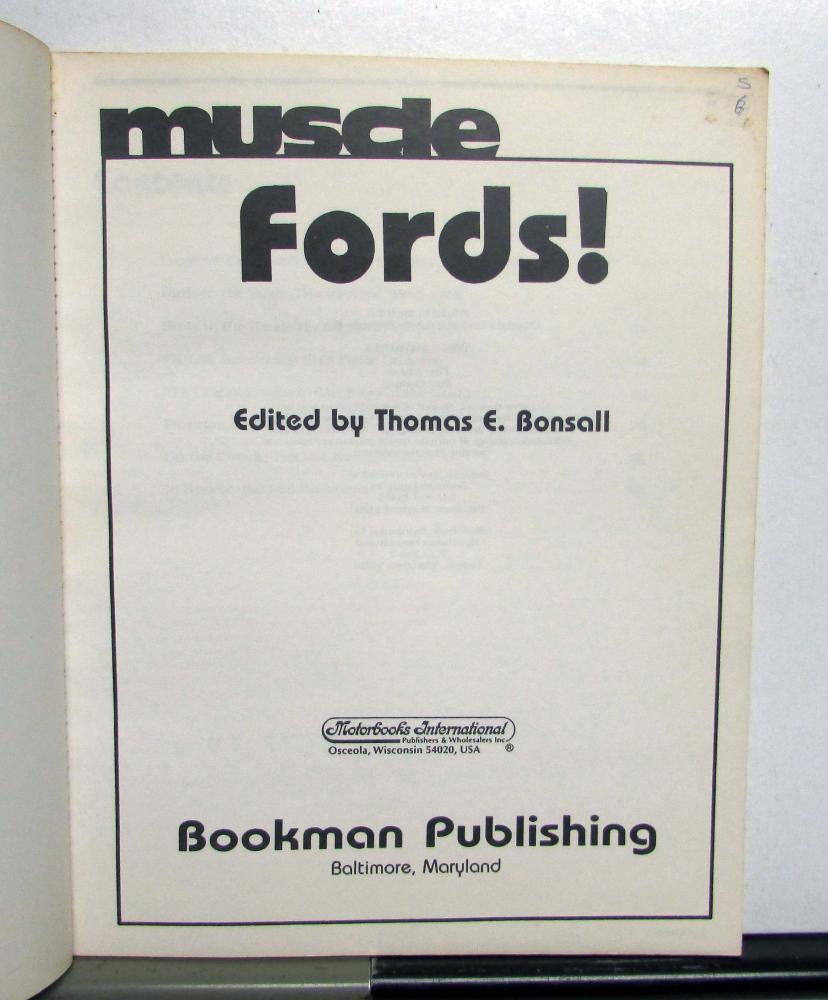 muscle
Fords!
Edited by Thomas E. Bonsall
Motorbooks International
Publishers & Wholesalers Inc.
Osceola, Wisconsin 54020, USA ®
Bookman Publishing
Baltimore, Maryland